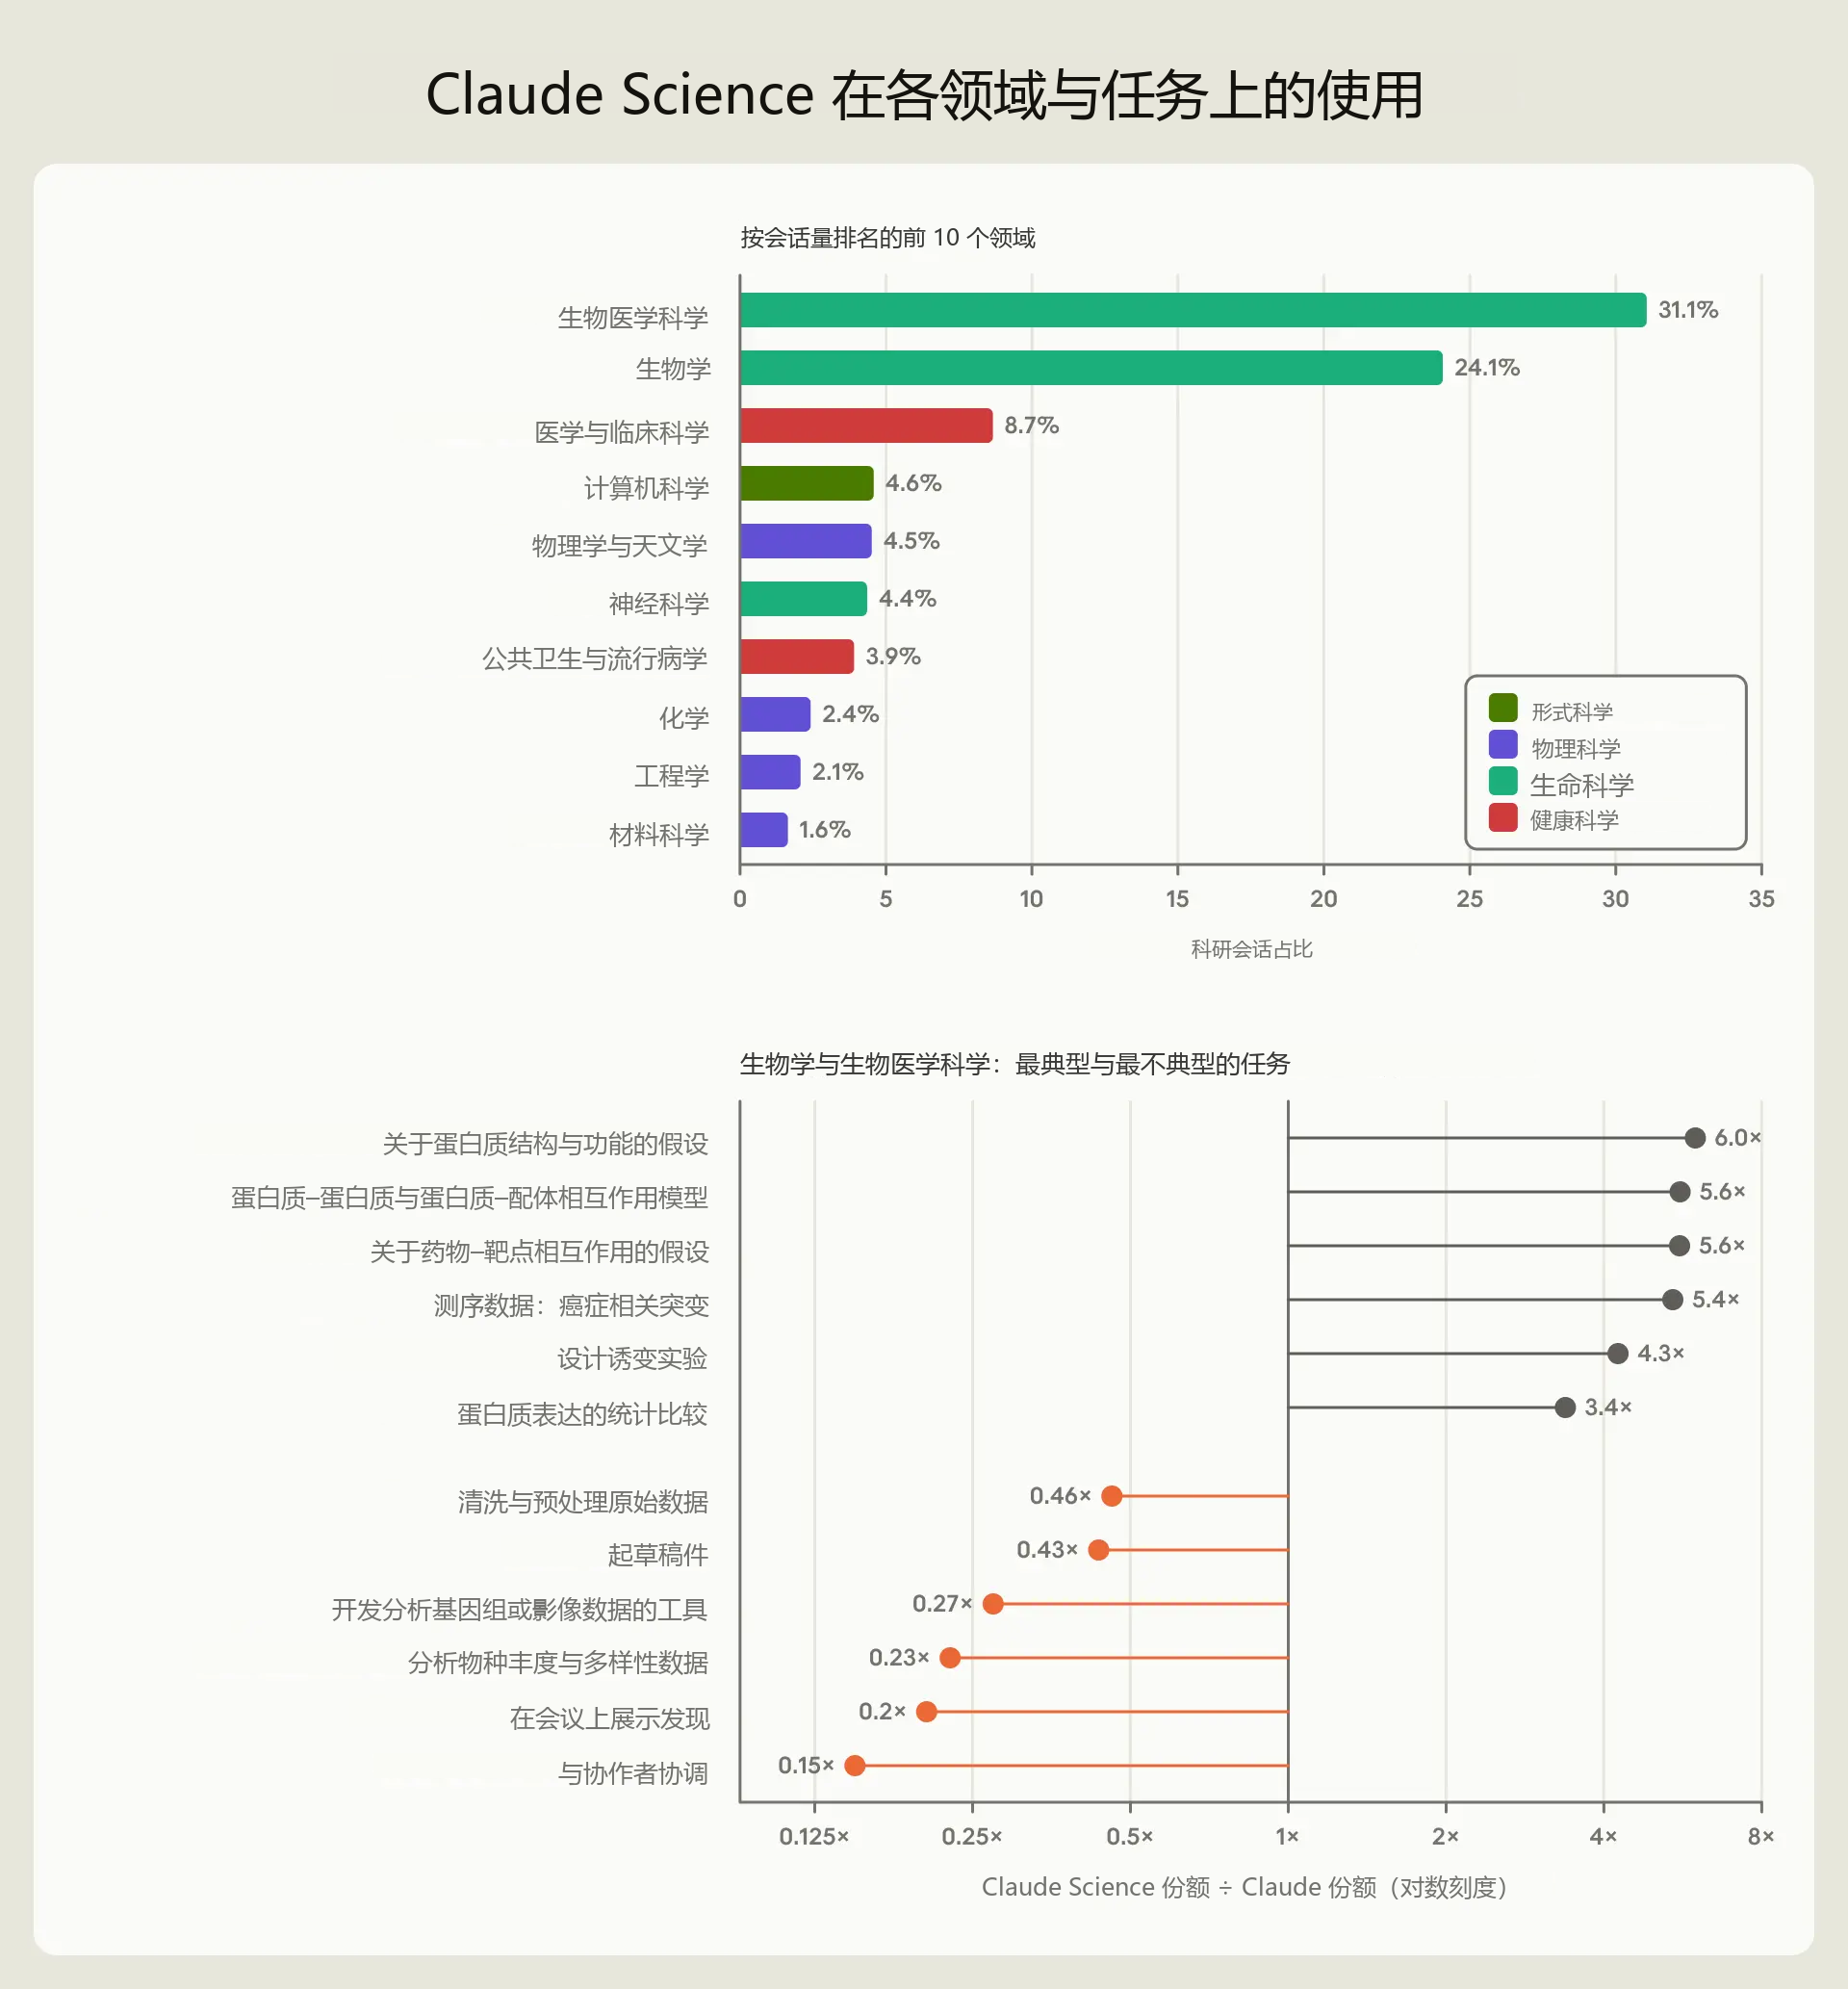 Claude Science 在各领域与任务上的使用
按会话量排名的前 10 个领域
生物医学科学 31.1%
生物学 24.1%
医学与临床科学 8.7%
计算机科学 4.6%
物理学与天文学 4.5%
神经科学 4.4%
公共卫生与流行病学 3.9%
化学 2.4%
工程学 2.1%
材料科学 1.6%
形式科学
物理科学
生命科学
健康科学
0 5 10 15 20 25 30 35
科研会话占比
生物学与生物医学科学：最典型与最不典型的任务
关于蛋白质结构与功能的假设 6.0×
蛋白质–蛋白质与蛋白质–配体相互作用模型 5.6×
关于药物–靶点相互作用的假设 5.6×
测序数据：癌症相关突变 5.4×
设计诱变实验 4.3×
蛋白质表达的统计比较 3.4×
清洗与预处理原始数据 0.46×
起草稿件 0.43×
开发分析基因组或影像数据的工具 0.27×
分析物种丰度与多样性数据 0.23×
在会议上展示发现 0.2×
与协作者协调 0.15×
0.125× 0.25× 0.5× 1× 2× 4× 8×
Claude Science 份额 ÷ Claude 份额（对数刻度）